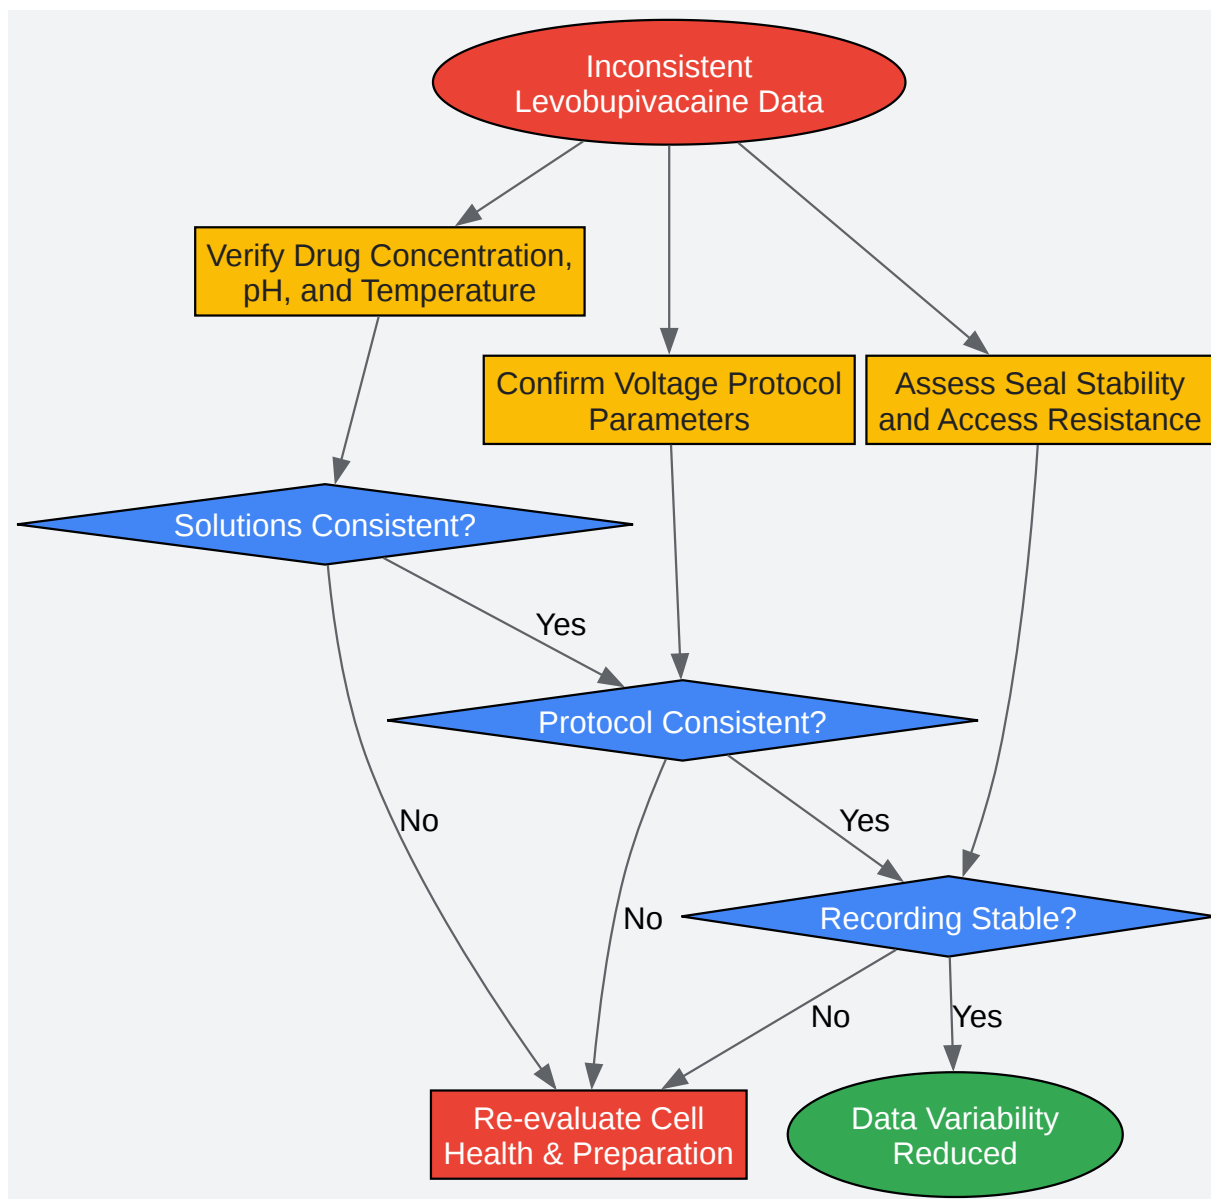 Inconsistent
Levobupivacaine Data
Verify Drug Concentration,
pH, and Temperature
Confirm Voltage Protocol
Parameters
Assess Seal Stability
and Access Resistance
Solutions Consistent?
Yes
Protocol Consistent?
No
Yes
No
Recording Stable?
No
Yes
Re-evaluate Cell
Health & Preparation
Data Variability
Reduced